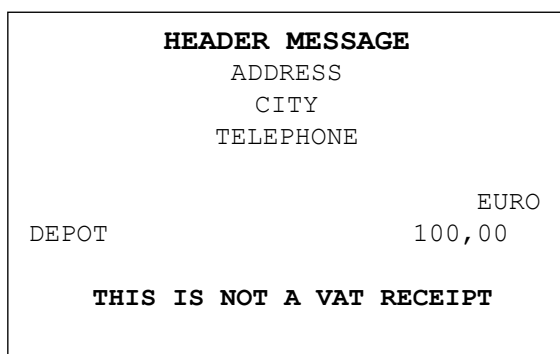 HEADER MESSAGE
ADDRESS
CITY
TELEPHONE
EURO
DEPOT 100,00
THIS IS NOT A VAT RECEIPT